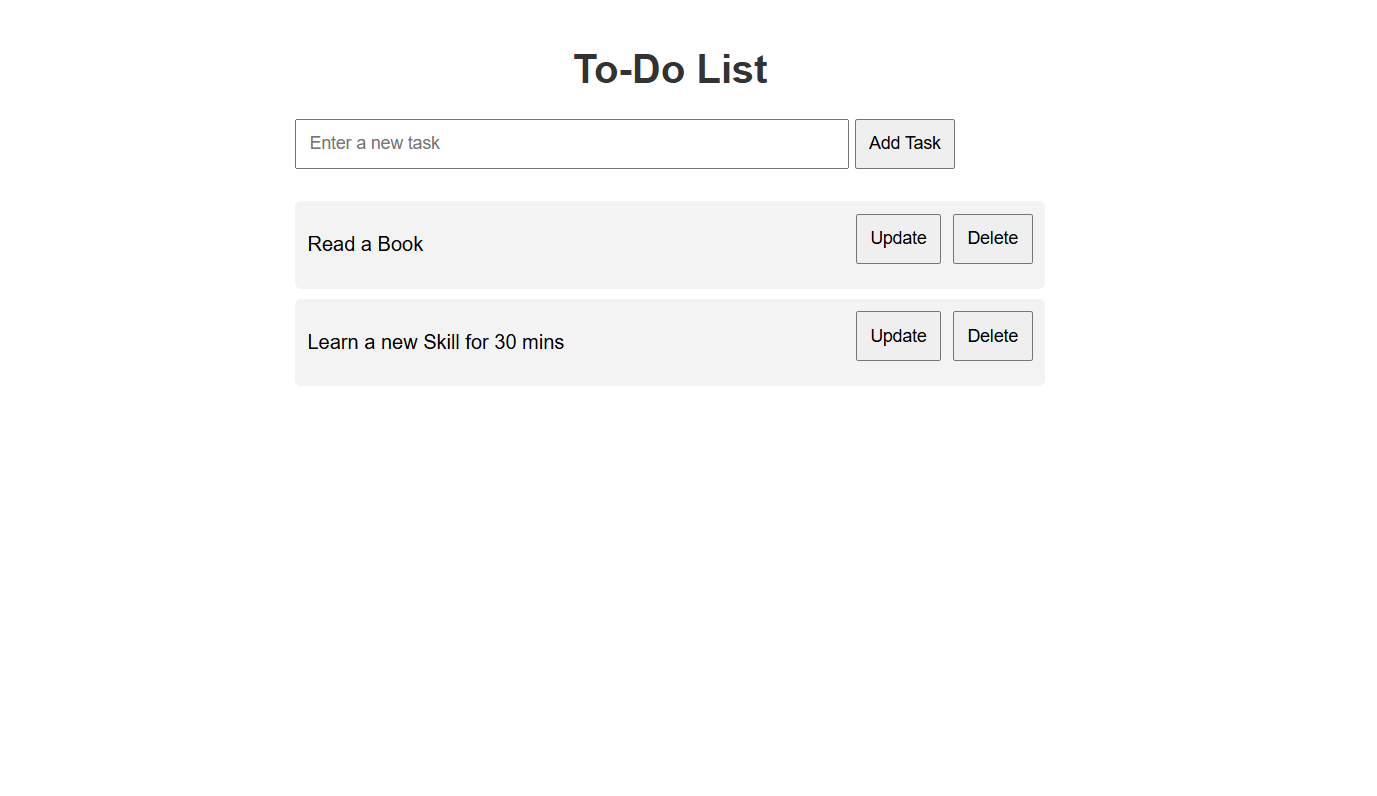 To-Do List
Enter a new task Add Task
Read a Book Update Delete
Learn a new Skill for 30 mins Update Delete